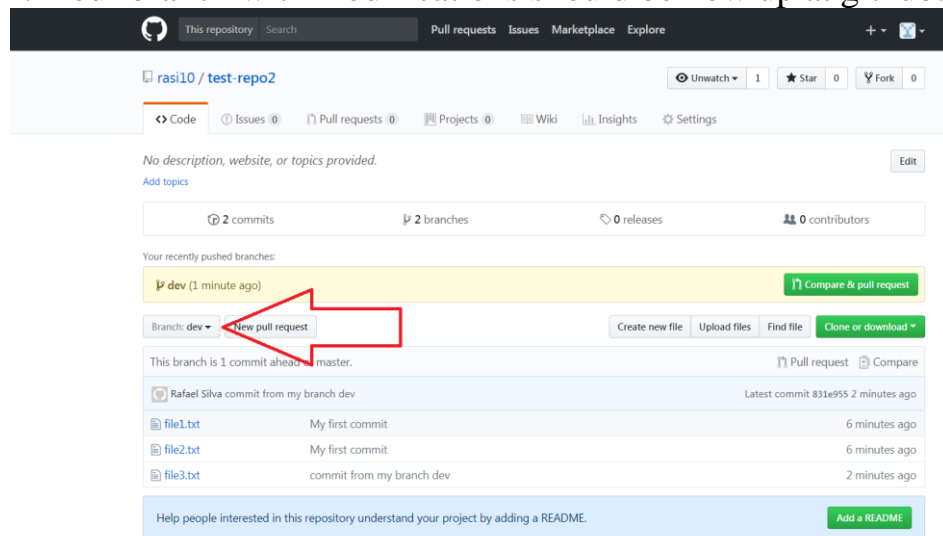 This repository Search Pull requests Issues Marketplace Explore
rasi10 / test-repo2 Unwatch 1 Star 0 Fork 0
Code Issues 0 Pull requests 0 Projects 0 Wiki Insights Settings
No description, website, or topics provided. Edit
Add topics
2 commits 2 branches 0 releases 0 contributors
Your recently pushed branches:
dev (1 minute ago) Compare & pull request
Branch: dev New pull request Create new file Upload files Find file Clone or download
This branch is 1 commit ahead of master. Pull request Compare
Rafael Silva commit from my branch dev Latest commit 831e955 2 minutes ago
file1.txt My first commit 6 minutes ago
file2.txt My first commit 6 minutes ago
file3.txt commit from my branch dev 2 minutes ago
Help people interested in this repository understand your project by adding a README. Add a README